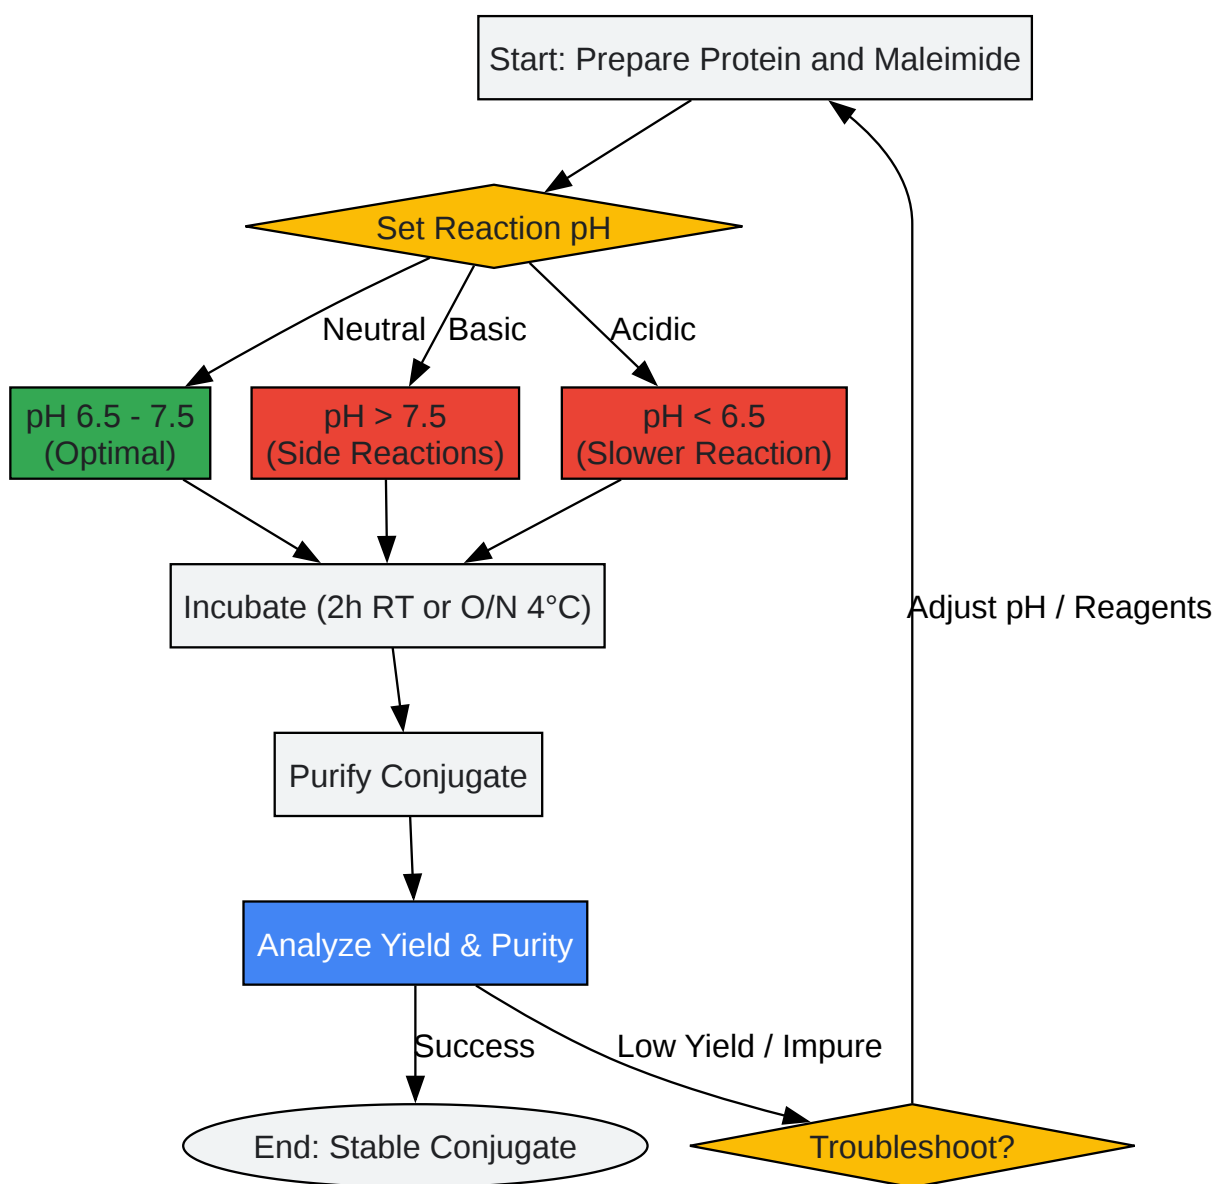 Start: Prepare Protein and Maleimide
Set Reaction pH
Neutral
Basic
Acidic
pH 6.5 - 7.5
(Optimal)
pH > 7.5
(Side Reactions)
pH < 6.5
(Slower Reaction)
Incubate (2h RT or O/N 4°C)
Adjust pH / Reagents
Purify Conjugate
Analyze Yield & Purity
Success
Low Yield / Impure
End: Stable Conjugate
Troubleshoot?